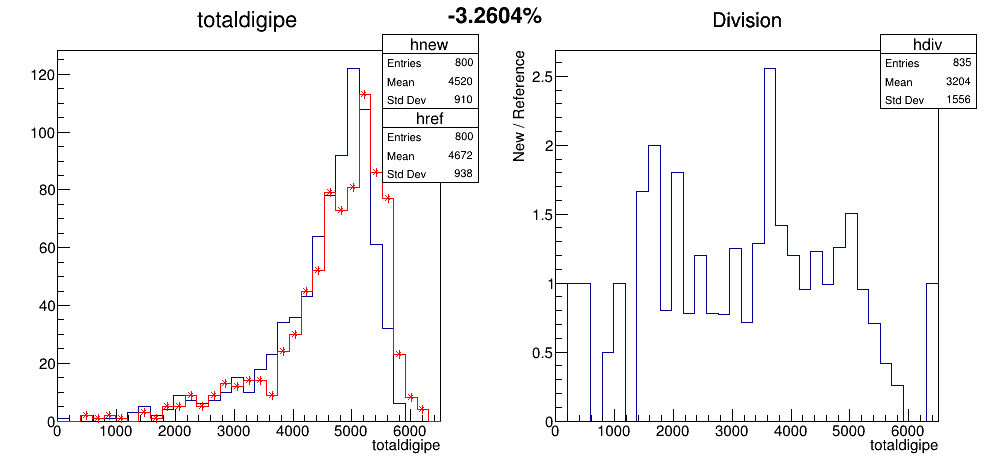 -3.2604%
totaldigipe
hnew
Entries 800
Mean 4520
Std Dev 910
href
Entries 800
Mean 4672
Std Dev 938
120
100
80
60
40
20
0
0 1000 2000 3000 4000 5000 6000
totaldigipe
Division
hdiv
Entries 835
Mean 3204
Std Dev 1556
New / Reference
2.5
2
1.5
1
0.5
0
0 1000 2000 3000 4000 5000 6000
totaldigipe